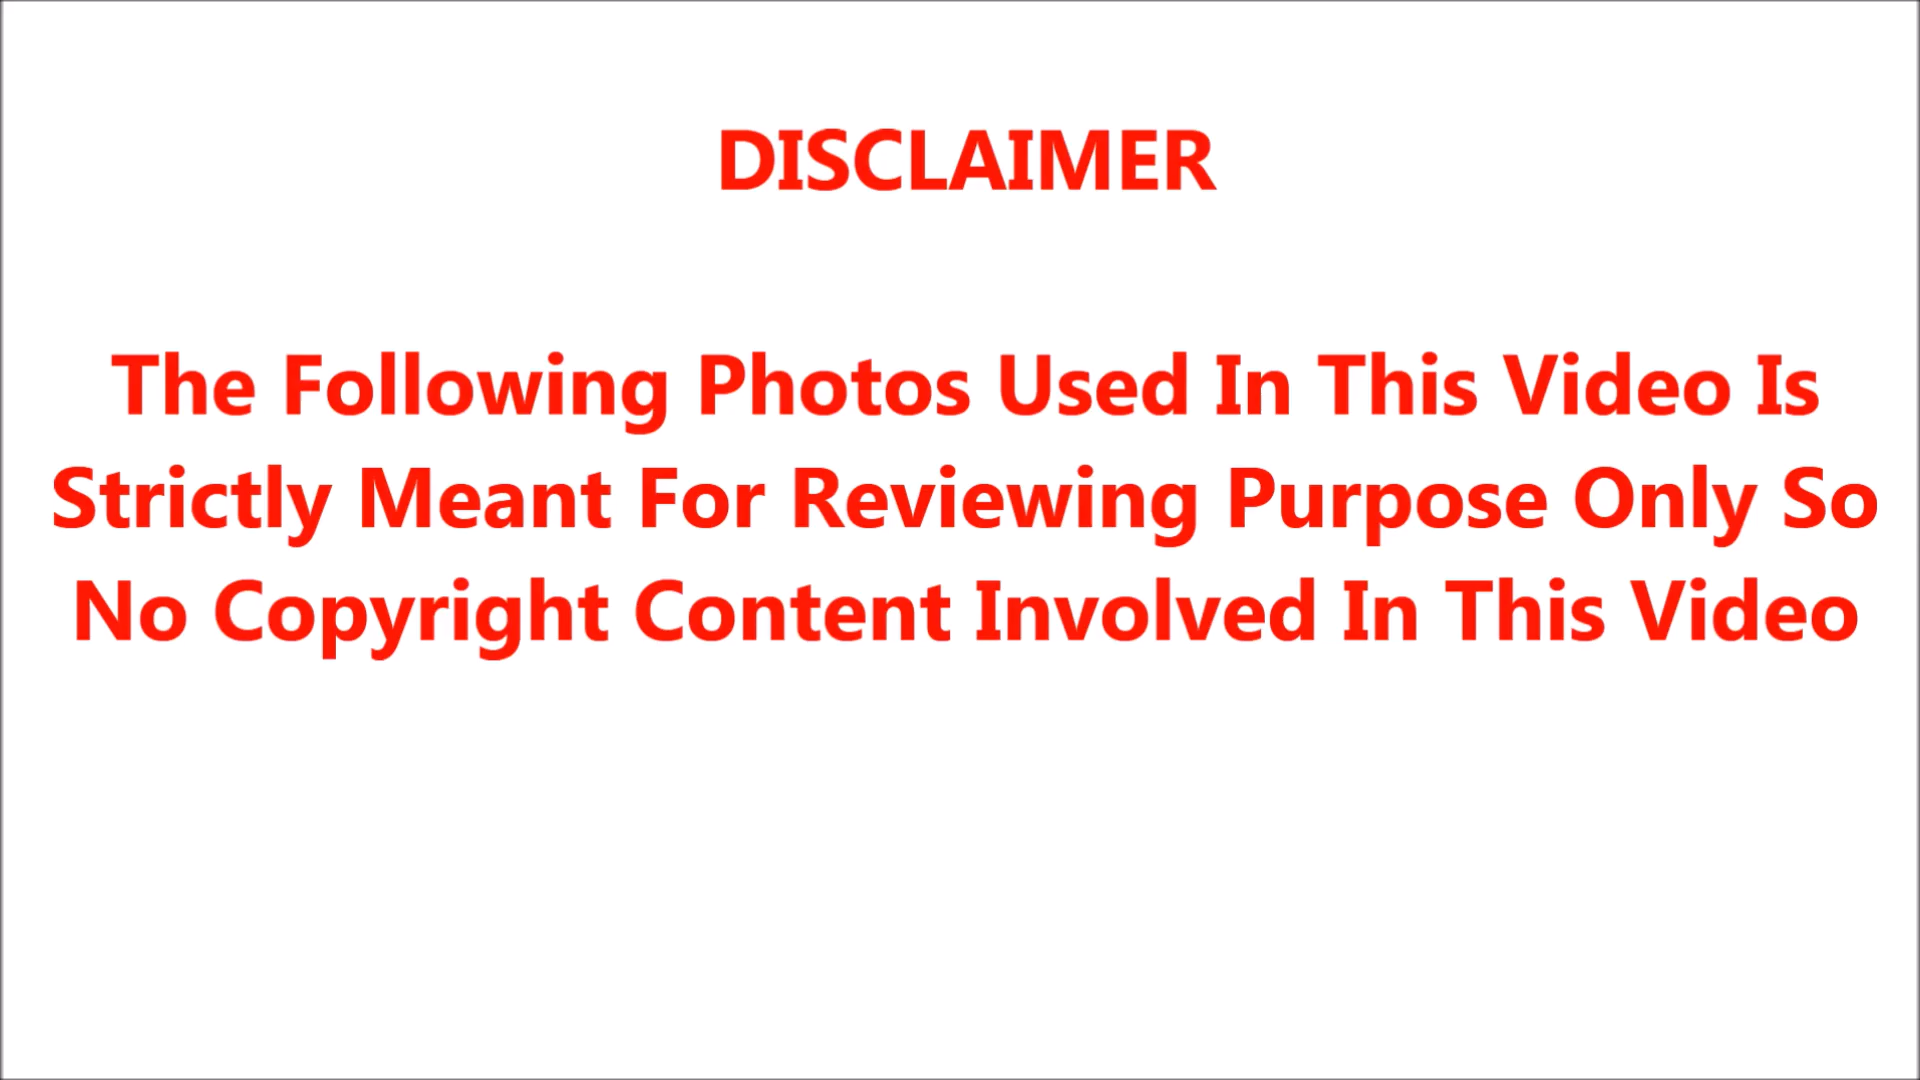 DISCLAIMER
The Following Photos Used In This Video Is
Strictly Meant For Reviewing Purpose Only So
No Copyright Content Involved In This Video